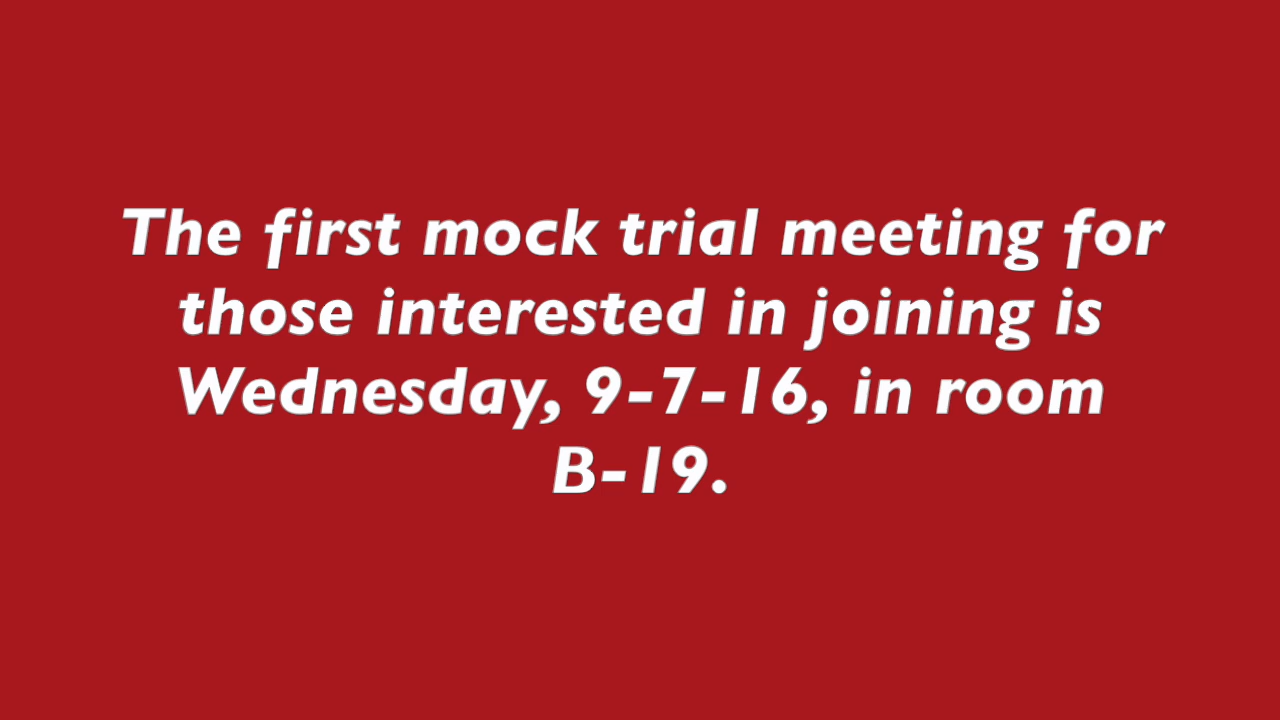 The first mock trial meeting for
those interested in joining is
Wednesday, 9-7-16, in room
B-19.